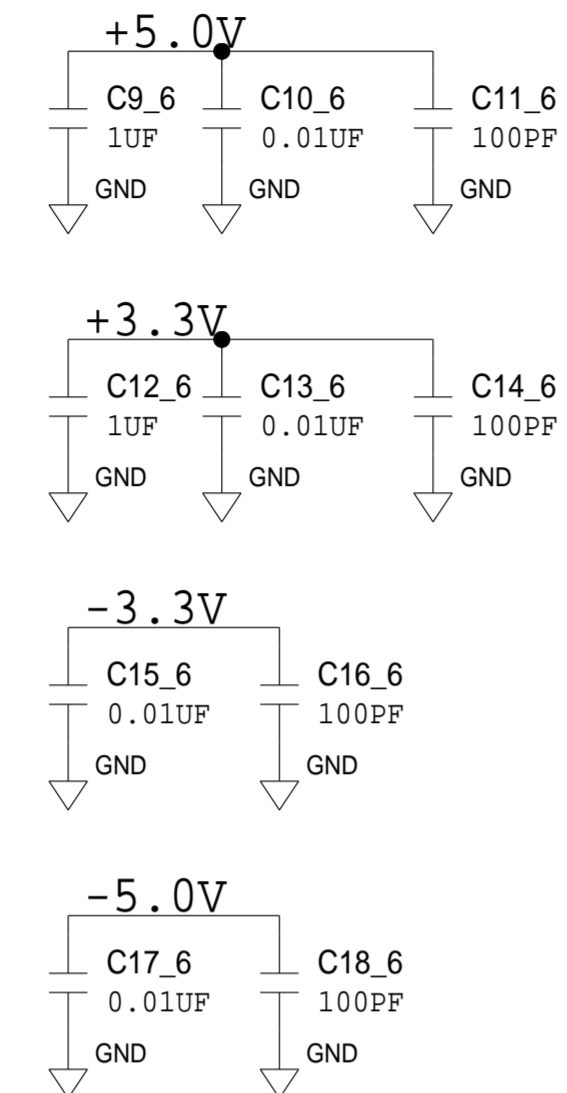 +5.0V
C9_6 C10_6 C11_6
1UF 0.01UF 100PF
GND GND GND
+3.3V
C12_6 C13_6 C14_6
1UF 0.01UF 100PF
GND GND GND
-3.3V
C15_6 C16_6
0.01UF 100PF
GND GND
-5.0V
C17_6 C18_6
0.01UF 100PF
GND GND